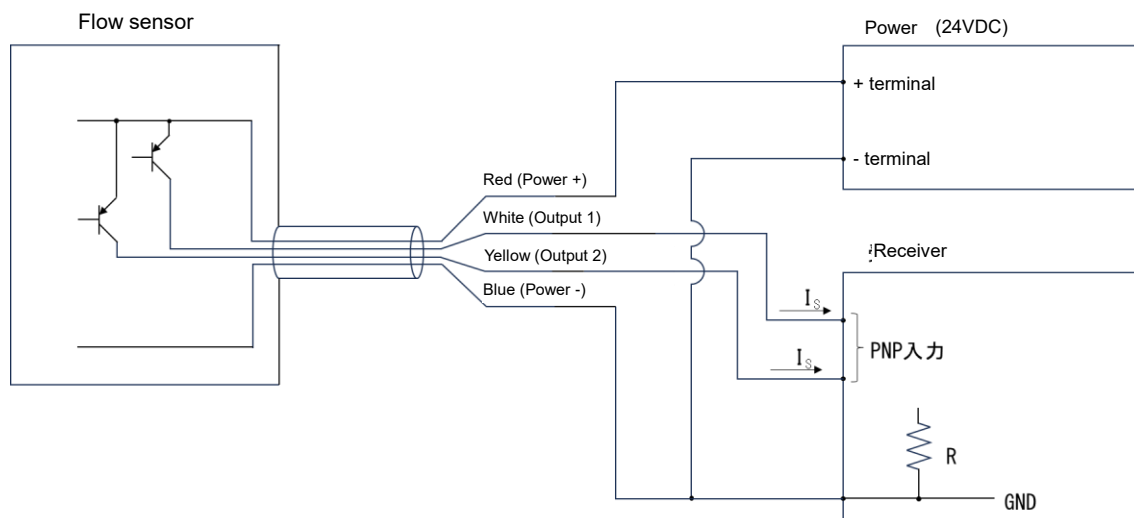 Flow sensor
Power (24VDC)
+ terminal
- terminal
Red (Power +)
White (Output 1)
Yellow (Output 2)
Blue (Power -)
Receiver
IS
IS
PNP入力
R
GND